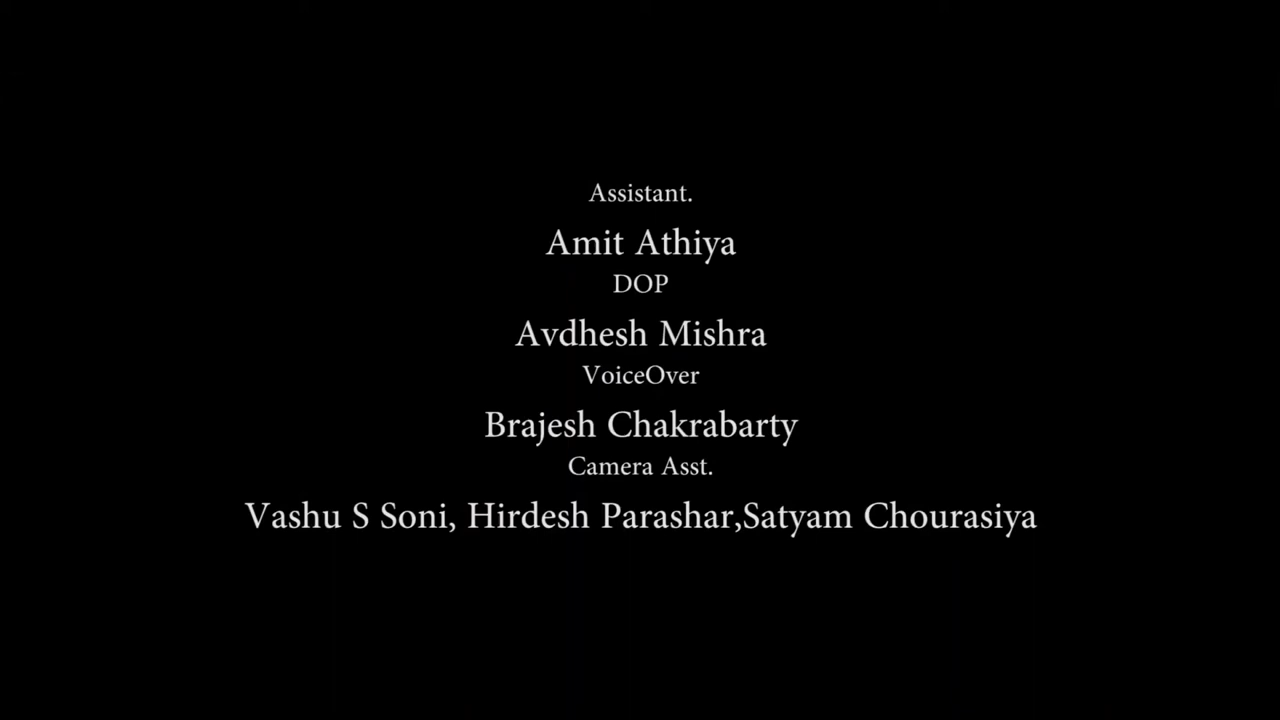 Assistant.
Amit Athiya
DOP
Avdhesh Mishra
VoiceOver
Brajesh Chakrabarty
Camera Asst.
Vashu S Soni, Hirdesh Parashar,Satyam Chourasiya